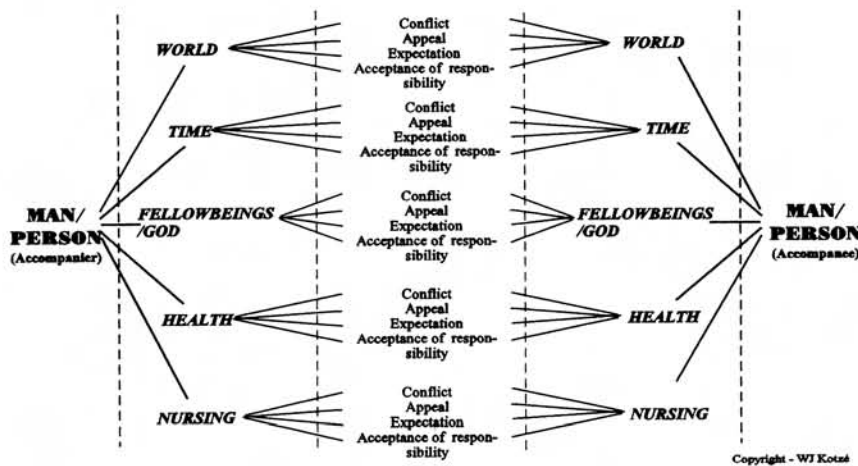 Conflict
WORLD Appeal WORLD
Expectation
Acceptance of respon-
sibility
Conflict
TIME Appeal TIME
Expectation
Acceptance of respon-
sibility
Conflict
MAN/ FELLOWBEINGS Appeal FELLOWBEINGS MAN/
PERSON /GOD Expectation /GOD PERSON
(Accompanier) Acceptance of respon- (Accompanee)
sibility
Conflict
HEALTH Appeal HEALTH
Expectation
Acceptance of respon-
sibility
Conflict
NURSING Appeal NURSING
Expectation
Acceptance of respon-
sibility
Copyright - WJ Kotzé